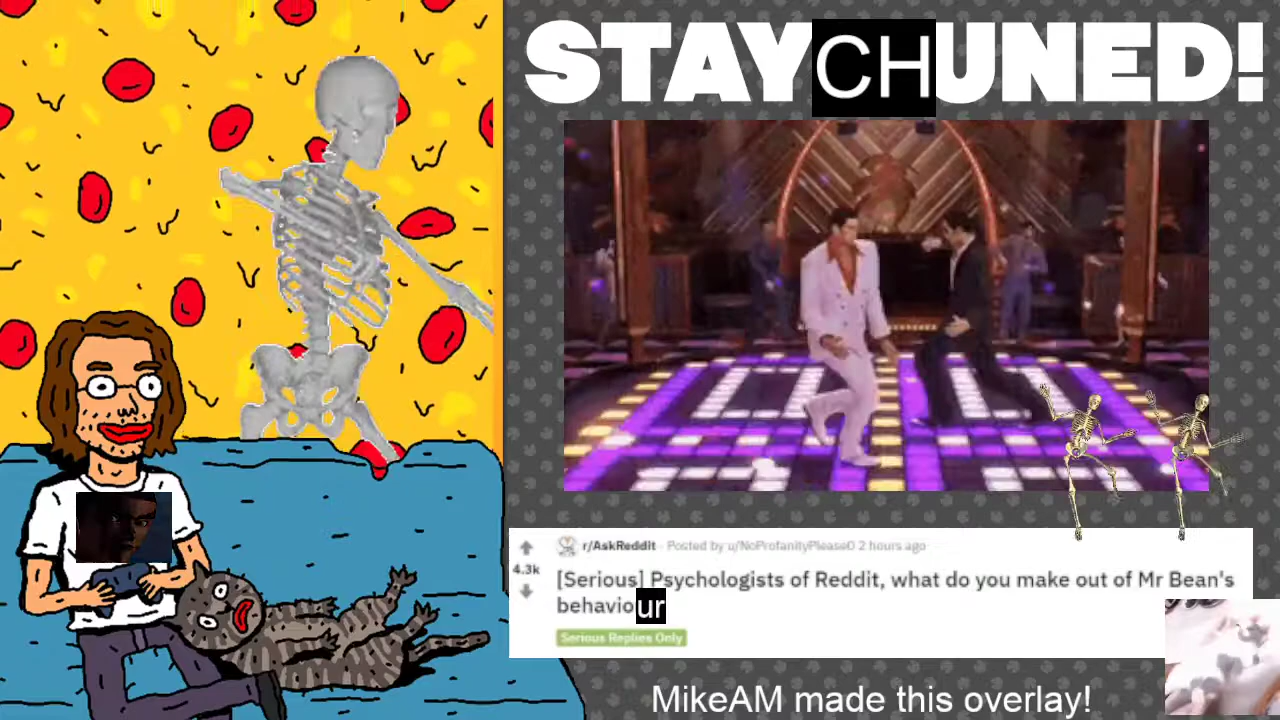 STAYCHUNED!
r/AskReddit · Posted by u/NoProfanityPlease0 2 hours ago
4.3k
[Serious] Psychologists of Reddit, what do you make out of Mr Bean's
behaviour
Serious Replies Only
MikeAM made this overlay!